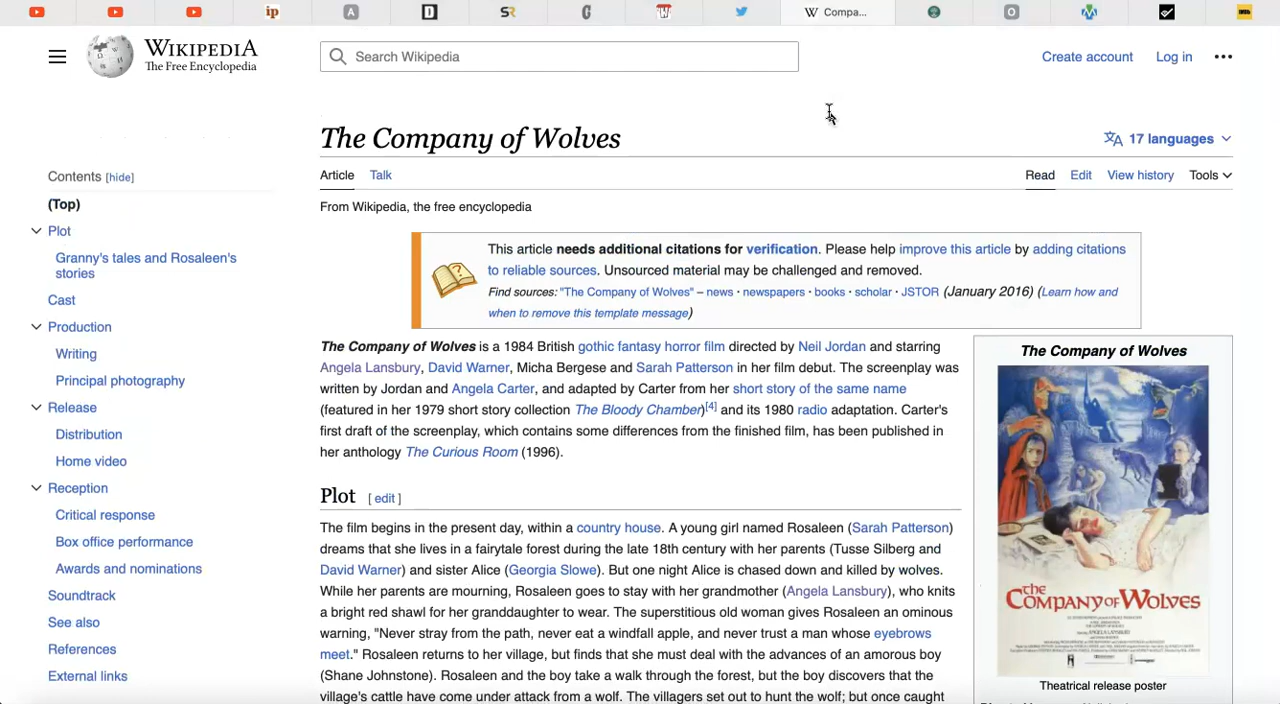 Compa...
WIKIPEDIA
The Free Encyclopedia
Search Wikipedia
Create account
Log in
The Company of Wolves
17 languages
Article
Talk
Read
Edit
View history
Tools
From Wikipedia, the free encyclopedia
Contents [hide]
(Top)
Plot
Granny's tales and Rosaleen's
stories
Cast
Production
Writing
Principal photography
Release
Distribution
Home video
Reception
Critical response
Box office performance
Awards and nominations
Soundtrack
See also
References
External links
This article needs additional citations for verification. Please help improve this article by adding citations
to reliable sources. Unsourced material may be challenged and removed.
Find sources: "The Company of Wolves" – news · newspapers · books · scholar · JSTOR (January 2016) (Learn how and
when to remove this template message)
The Company of Wolves is a 1984 British gothic fantasy horror film directed by Neil Jordan and starring
Angela Lansbury, David Warner, Micha Bergese and Sarah Patterson in her film debut. The screenplay was
written by Jordan and Angela Carter, and adapted by Carter from her short story of the same name
(featured in her 1979 short story collection The Bloody Chamber)[4] and its 1980 radio adaptation. Carter's
first draft of the screenplay, which contains some differences from the finished film, has been published in
her anthology The Curious Room (1996).
Plot [ edit ]
The film begins in the present day, within a country house. A young girl named Rosaleen (Sarah Patterson)
dreams that she lives in a fairytale forest during the late 18th century with her parents (Tusse Silberg and
David Warner) and sister Alice (Georgia Slowe). But one night Alice is chased down and killed by wolves.
While her parents are mourning, Rosaleen goes to stay with her grandmother (Angela Lansbury), who knits
a bright red shawl for her granddaughter to wear. The superstitious old woman gives Rosaleen an ominous
warning, "Never stray from the path, never eat a windfall apple, and never trust a man whose eyebrows
meet." Rosaleen returns to her village, but finds that she must deal with the advances of an amorous boy
(Shane Johnstone). Rosaleen and the boy take a walk through the forest, but the boy discovers that the
village's cattle have come under attack from a wolf. The villagers set out to hunt the wolf; but once caught
The Company of Wolves
THE
COMPANY OF WOLVES
Theatrical release poster